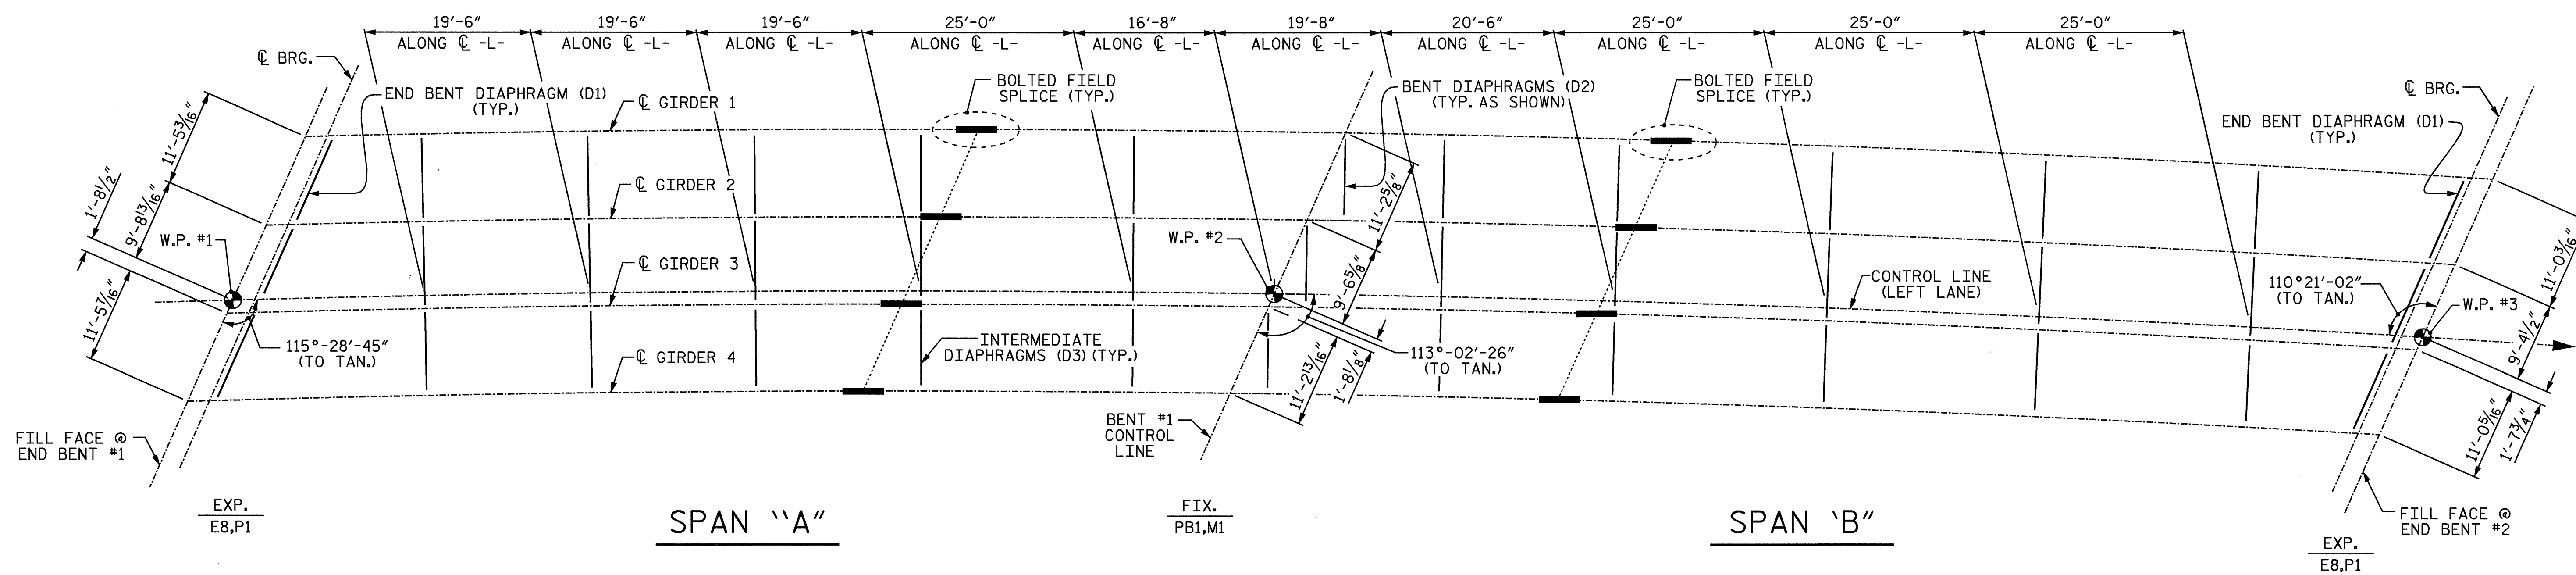 19'-6" 19'-6" 19'-6" 25'-0" 16'-8" 19'-8" 20'-6" 25'-0" 25'-0" 25'-0"
ALONG ℄ -L- ALONG ℄ -L- ALONG ℄ -L- ALONG ℄ -L- ALONG ℄ -L- ALONG ℄ -L- ALONG ℄ -L- ALONG ℄ -L- ALONG ℄ -L- ALONG ℄ -L-
℄ BRG.
END BENT DIAPHRAGM (D1)
(TYP.)
℄ GIRDER 1
BOLTED FIELD
SPLICE (TYP.)
BENT DIAPHRAGMS (D2)
(TYP. AS SHOWN)
BOLTED FIELD
SPLICE (TYP.)
℄ BRG.
END BENT DIAPHRAGM (D1)
(TYP.)
11'-5 3/16"
9'-8 13/16"
1'-8 1/2"
11'-5 7/16"
W.P. #1
℄ GIRDER 2
℄ GIRDER 3
℄ GIRDER 4
115°-28'-45"
(TO TAN.)
INTERMEDIATE
DIAPHRAGMS (D3) (TYP.)
W.P. #2
11'-2 5/8"
9'-6 5/8"
1'-8 1/8"
11'-2 13/16"
113°-02'-26"
(TO TAN.)
CONTROL LINE
(LEFT LANE)
110°21'-02"
(TO TAN.)
W.P. #3
11'-0 3/16"
9'-4 1/2"
1'-7 3/4"
11'-0 5/16"
FILL FACE @
END BENT #1
BENT #1
CONTROL
LINE
FILL FACE @
END BENT #2
EXP.
E8,P1
SPAN "A"
FIX.
PB1,M1
SPAN 'B"
EXP.
E8,P1